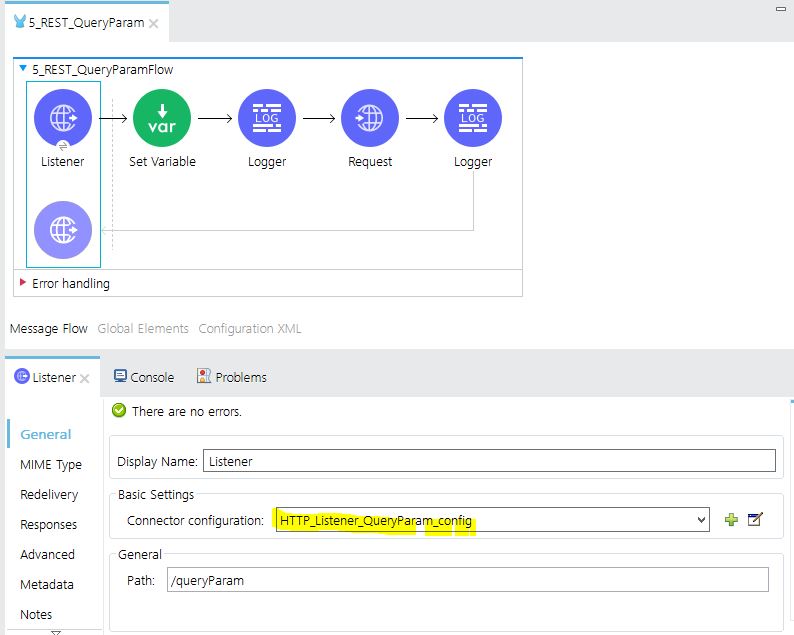 5_REST_QueryParam
5_REST_QueryParamFlow
var
LOG
LOG
Listener Set Variable Logger Request Logger
Error handling
Message Flow Global Elements Configuration XML
Listener Console Problems
There are no errors.
General
Display Name: Listener
MIME Type
Redelivery
Basic Settings
Responses
Connector configuration: HTTP_Listener_QueryParam_config
Advanced
General
Metadata
Path: /queryParam
Notes